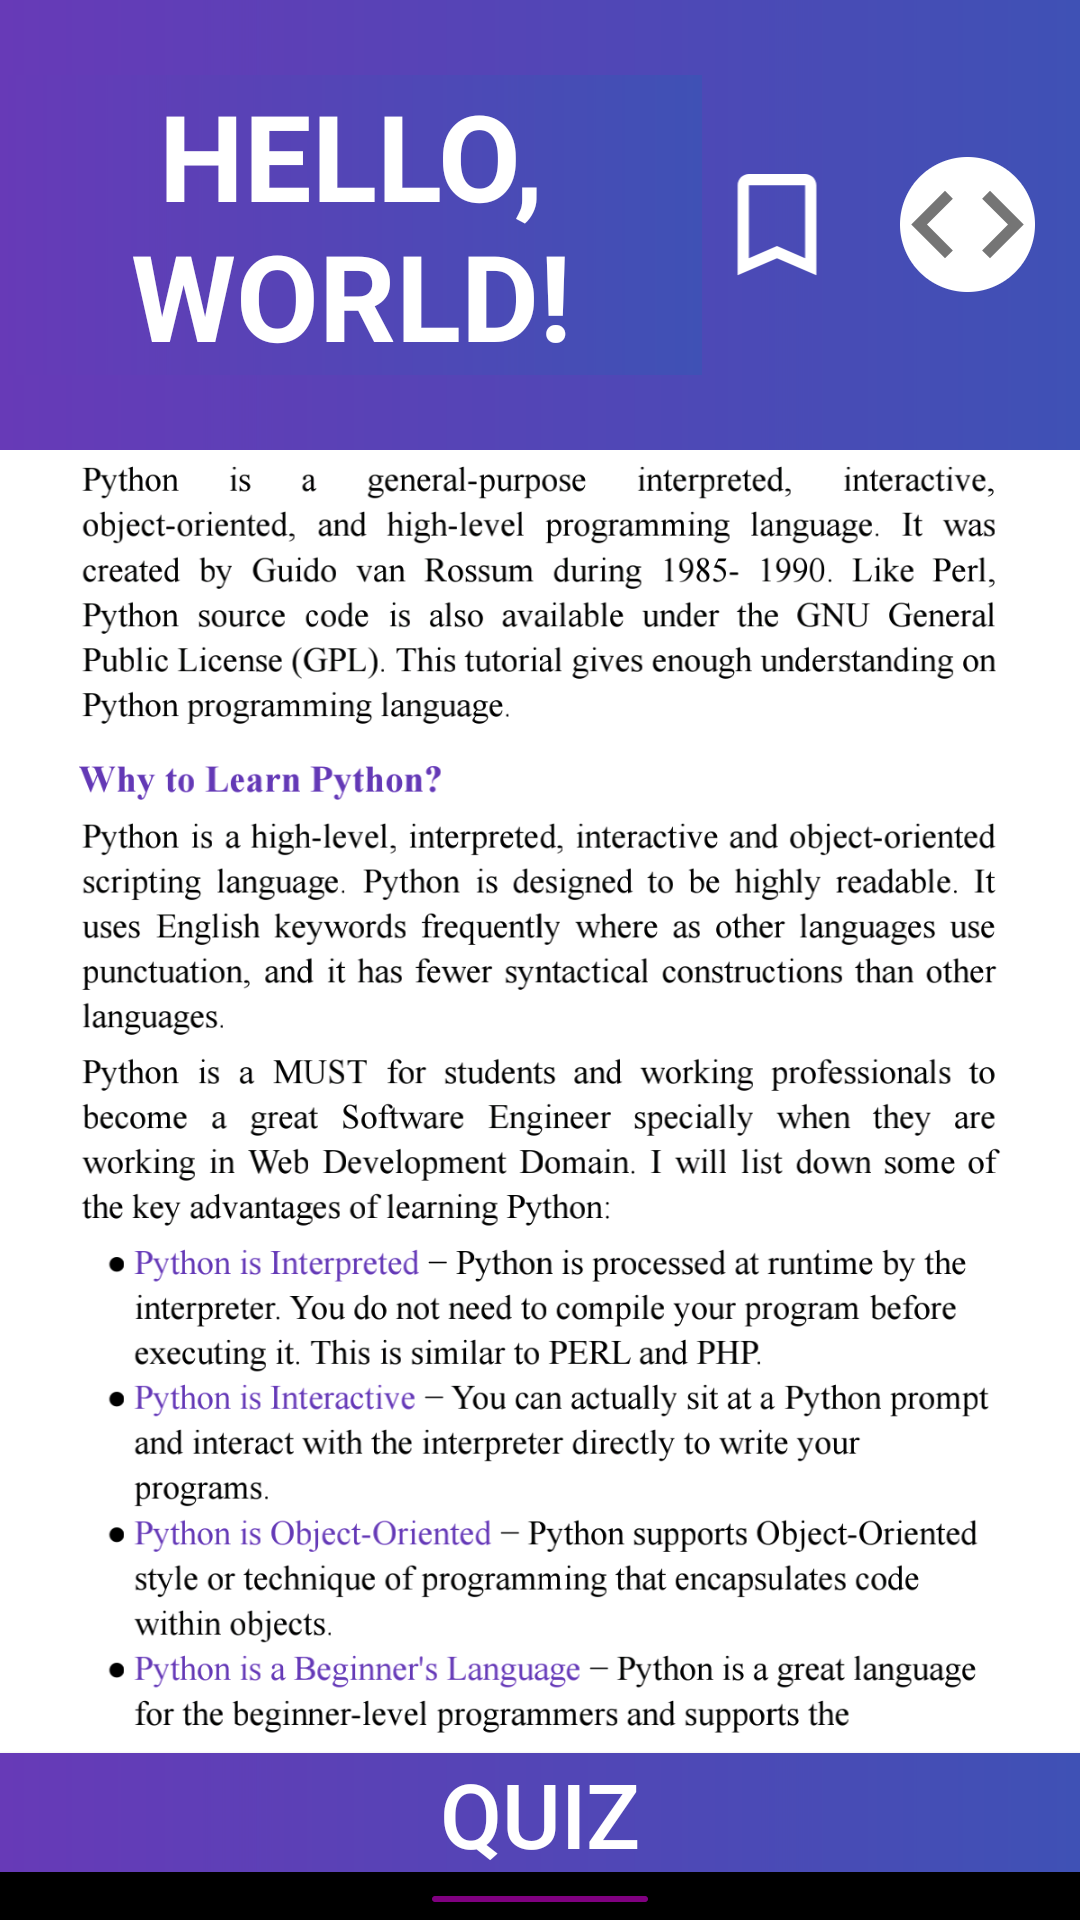 HELLO,
WORLD!
Python is a general-purpose interpreted, interactive,
object-oriented, and high-level programming language. It was
created by Guido van Rossum during 1985- 1990. Like Perl,
Python source code is also available under the GNU General
Public License (GPL). This tutorial gives enough understanding on
Python programming language.
Why to Learn Python?
Python is a high-level, interpreted, interactive and object-oriented
scripting language. Python is designed to be highly readable. It
uses English keywords frequently where as other languages use
punctuation, and it has fewer syntactical constructions than other
languages.
Python is a MUST for students and working professionals to
become a great Software Engineer specially when they are
working in Web Development Domain. I will list down some of
the key advantages of learning Python:
● Python is Interpreted − Python is processed at runtime by the
interpreter. You do not need to compile your program before
executing it. This is similar to PERL and PHP.
● Python is Interactive − You can actually sit at a Python prompt
and interact with the interpreter directly to write your
programs.
● Python is Object-Oriented − Python supports Object-Oriented
style or technique of programming that encapsulates code
within objects.
● Python is a Beginner's Language − Python is a great language
for the beginner-level programmers and supports the
QUIZ